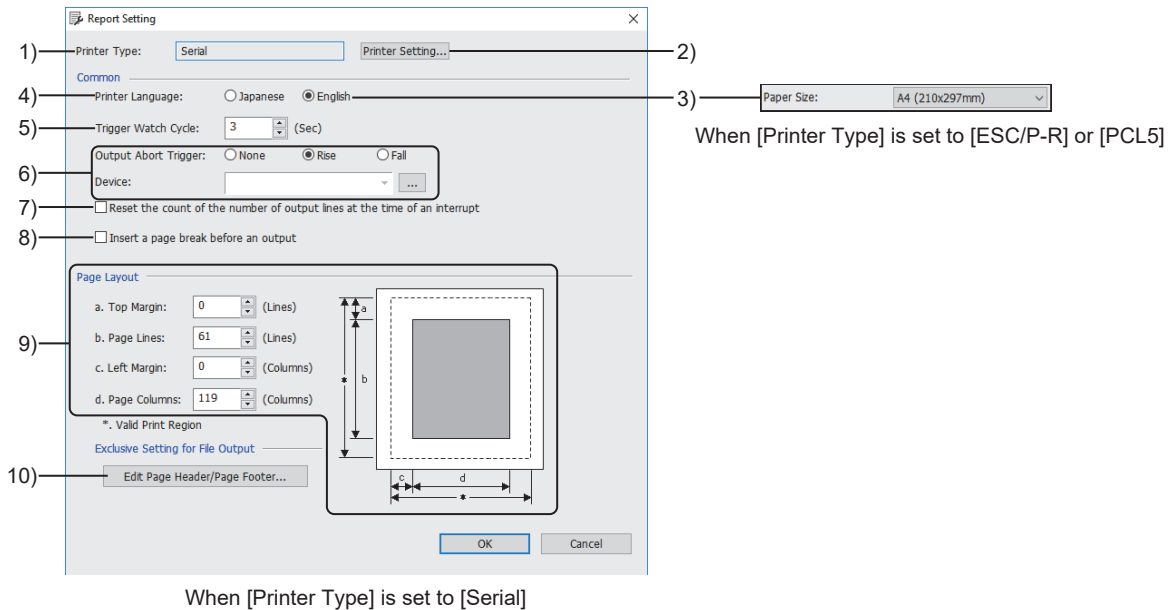 Report Setting
1) Printer Type: Serial Printer Setting... 2)
Common
4) Printer Language: Japanese English 3) Paper Size: A4 (210x297mm)
When [Printer Type] is set to [ESC/P-R] or [PCL5]
5) Trigger Watch Cycle: 3 (Sec)
6) Output Abort Trigger: None Rise Fall
Device: ...
7) Reset the count of the number of output lines at the time of an interrupt
8) Insert a page break before an output
9) Page Layout
a. Top Margin: 0 (Lines)
b. Page Lines: 61 (Lines)
c. Left Margin: 0 (Columns)
d. Page Columns: 119 (Columns)
*. Valid Print Region
a
* b
c d
*
Exclusive Setting for File Output
10) Edit Page Header/Page Footer...
OK Cancel
When [Printer Type] is set to [Serial]